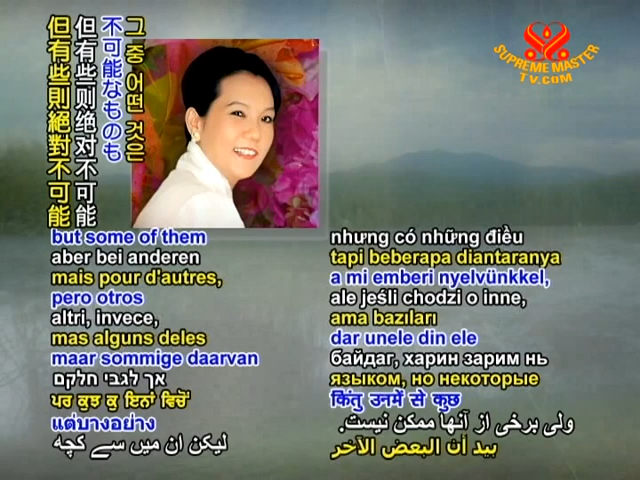 但有些則絕對不可能
但有些则绝对不可能
不可能なものも
그 중 어떤 것은
SUPREME MASTER
TV.COM
but some of them
aber bei anderen
mais pour d'autres,
pero otros
altri, invece,
mas alguns deles
maar sommige daarvan
אך לגבי חלקם
ਪਰ ਕੁਝ ਕੁ ਇਨਾਂ ਵਿਚੋਂ
แต่บางอย่าง
لیکن ان میں سے کچھ
nhưng có những điều
tapi beberapa diantaranya
a mi emberi nyelvünkkel,
ale jeśli chodzi o inne,
ama bazıları
dar unele din ele
байдаг, харин зарим нь
языком, но некоторые
किंतु उनमें से कुछ
ولی برخی از آنها ممکن نیست.
بيد أن البعض الآخر